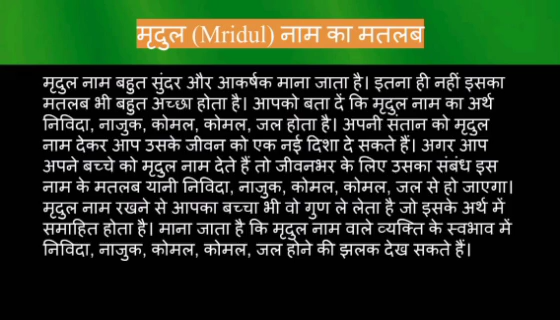 मृदुल (Mridul) नाम का मतलब
मृदुल नाम बहुत सुंदर और आकर्षक माना जाता है। इतना ही नहीं इसका
मतलब भी बहुत अच्छा होता है। आपको बता दें कि मृदुल नाम का अर्थ
निविदा, नाजुक, कोमल, कोमल, जल होता है। अपनी संतान को मृदुल
नाम देकर आप उसके जीवन को एक नई दिशा दे सकते हैं। अगर आप
अपने बच्चे को मृदुल नाम देते हैं तो जीवनभर के लिए उसका संबंध इस
नाम के मतलब यानी निविदा, नाजुक, कोमल, कोमल, जल से हो जाएगा।
मृदुल नाम रखने से आपका बच्चा भी वो गुण ले लेता है जो इसके अर्थ में
समाहित होता है। माना जाता है कि मृदुल नाम वाले व्यक्ति के स्वभाव में
निविदा, नाजुक, कोमल, कोमल, जल होने की झलक देख सकते हैं।